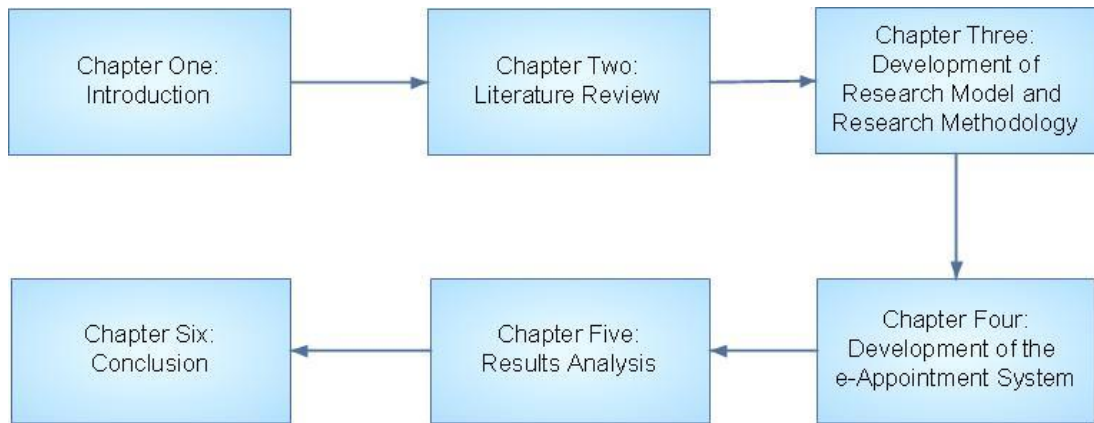 Chapter One:
Introduction
Chapter Two:
Literature Review
Chapter Three:
Development of
Research Model and
Research Methodology
Chapter Four:
Development of the
e-Appointment System
Chapter Five:
Results Analysis
Chapter Six:
Conclusion